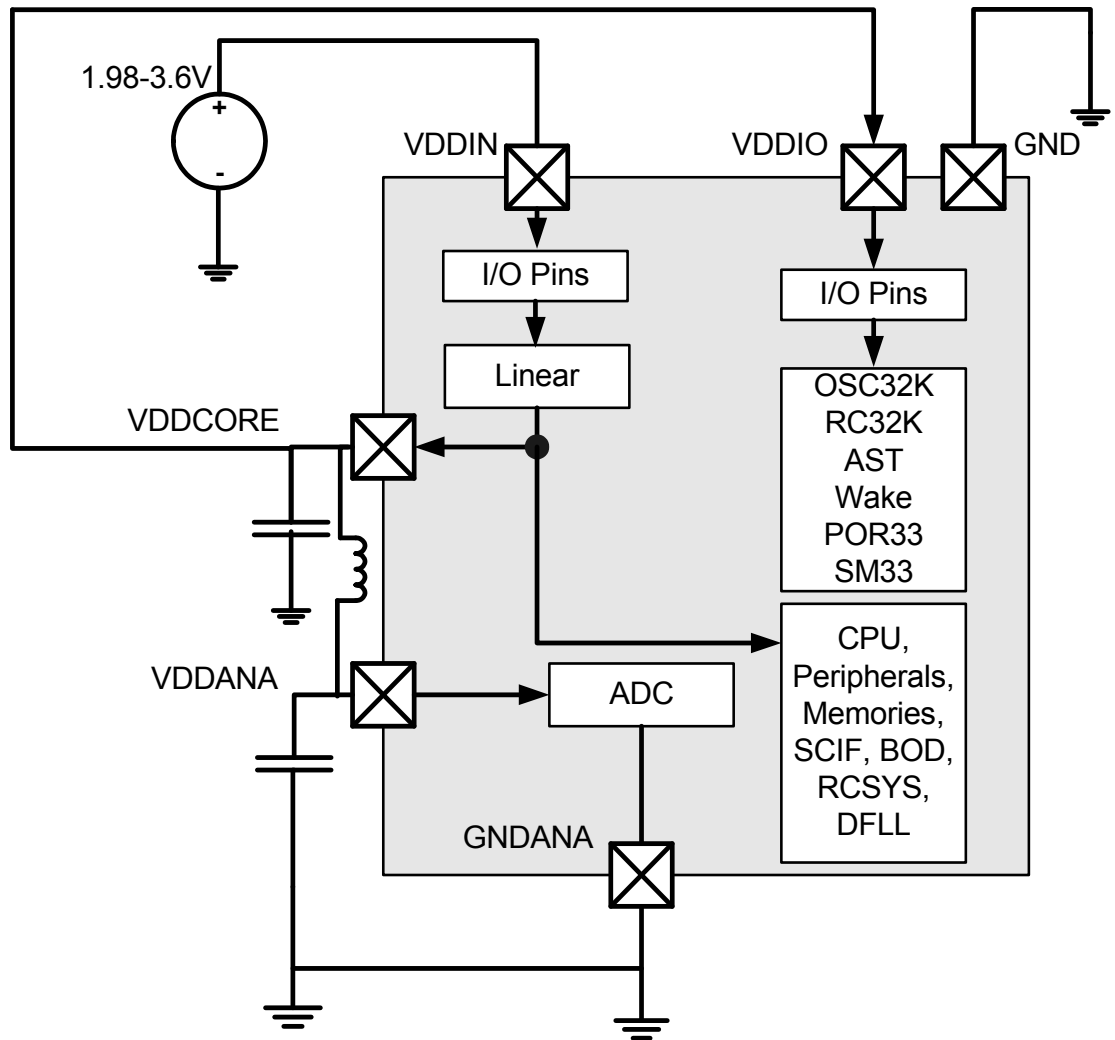 1.98-3.6V
+
-
VDDIN
VDDIO
GND
I/O Pins
I/O Pins
Linear
VDDCORE
OSC32K
RC32K
AST
Wake
POR33
SM33
VDDANA
ADC
CPU,
Peripherals,
Memories,
SCIF, BOD,
RCSYS,
DFLL
GNDANA